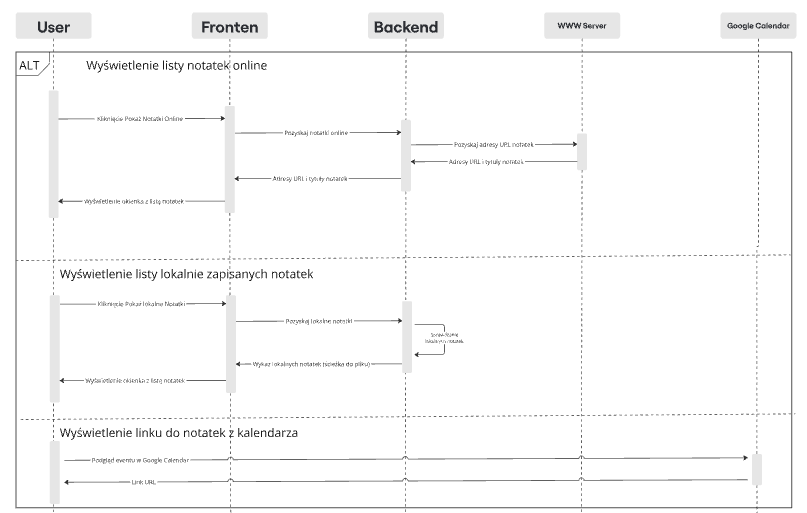 User
Fronten
Backend
WWW Server
Google Calendar
ALT
Wyświetlenie listy notatek online
Kliknięcie Pokaż Notatki Online
Pozyskaj notatki online
Pozyskaj adresy URL notatek
Adresy URL i tytuły notatek
Adresy URL i tytuły notatek
Wyświetlenie okienka z listą notatek
Wyświetlenie listy lokalnie zapisanych notatek
Kliknięcie Pokaż lokalne Notatki
Pozyskaj lokalne notatki
lokalnych notatek
Wykaz lokalnych notatek (ścieżka do pliku)
Wyświetlenie okienka z listą notatek
Wyświetlenie linku do notatek z kalendarza
Podgląd eventu w Google Calendar
Link URL